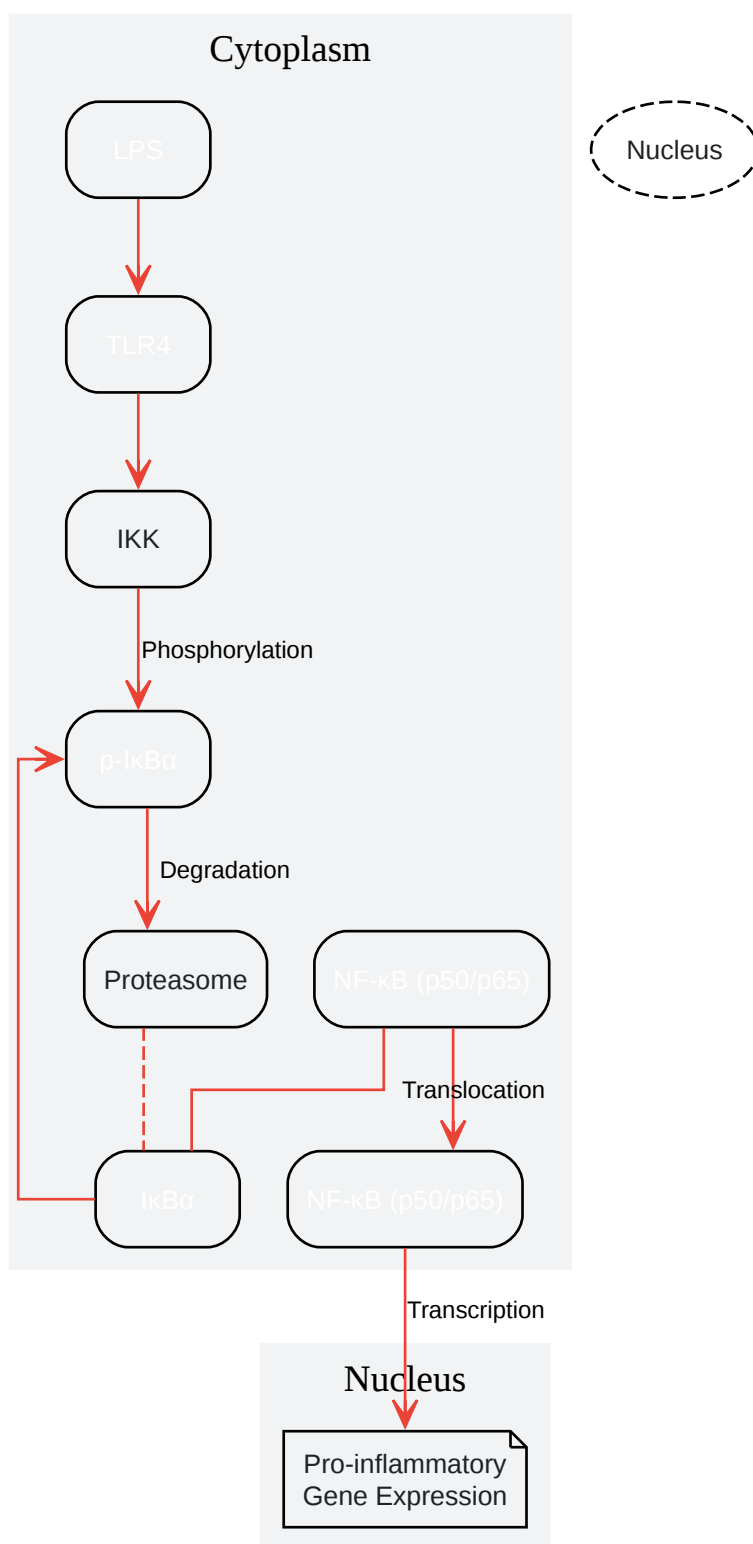 Cytoplasm
LPS
Nucleus
TLR4
IKK
Phosphorylation
p-IκBα
Degradation
Proteasome
NF-κB (p50/p65)
Translocation
IκBα
NF-κB (p50/p65)
Transcription
Nucleus
Pro-inflammatory
Gene Expression